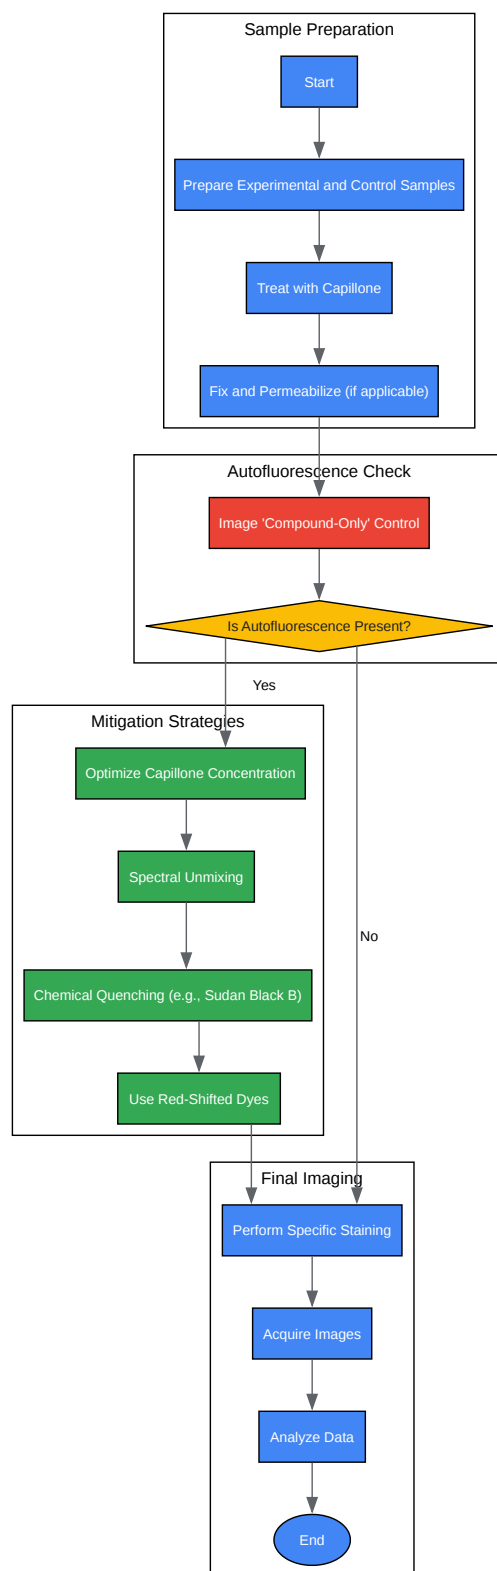 Sample Preparation
Start
Prepare Experimental and Control Samples
Treat with Capillone
Fix and Permeabilize (if applicable)
Autofluorescence Check
Image 'Compound-Only' Control
Is Autofluorescence Present?
Yes
Mitigation Strategies
Optimize Capillone Concentration
Spectral Unmixing
No
Chemical Quenching (e.g., Sudan Black B)
Use Red-Shifted Dyes
Final Imaging
Perform Specific Staining
Acquire Images
Analyze Data
End